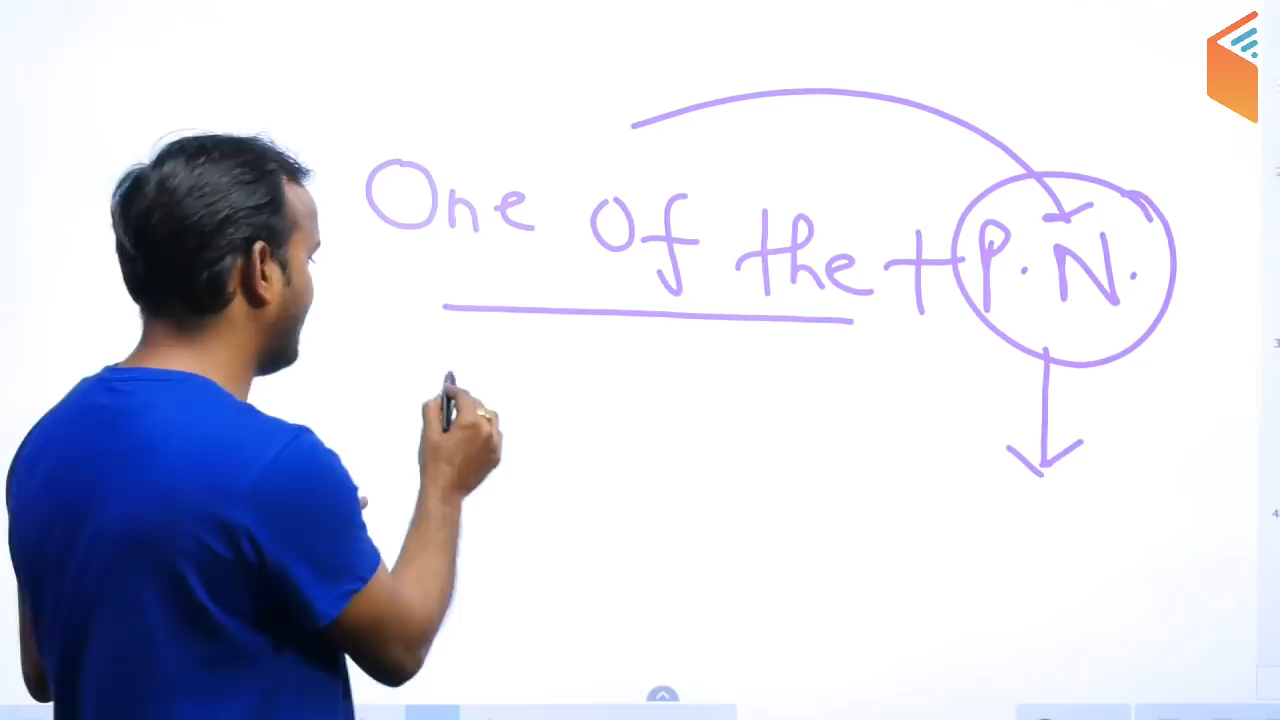 One of the + P.N.